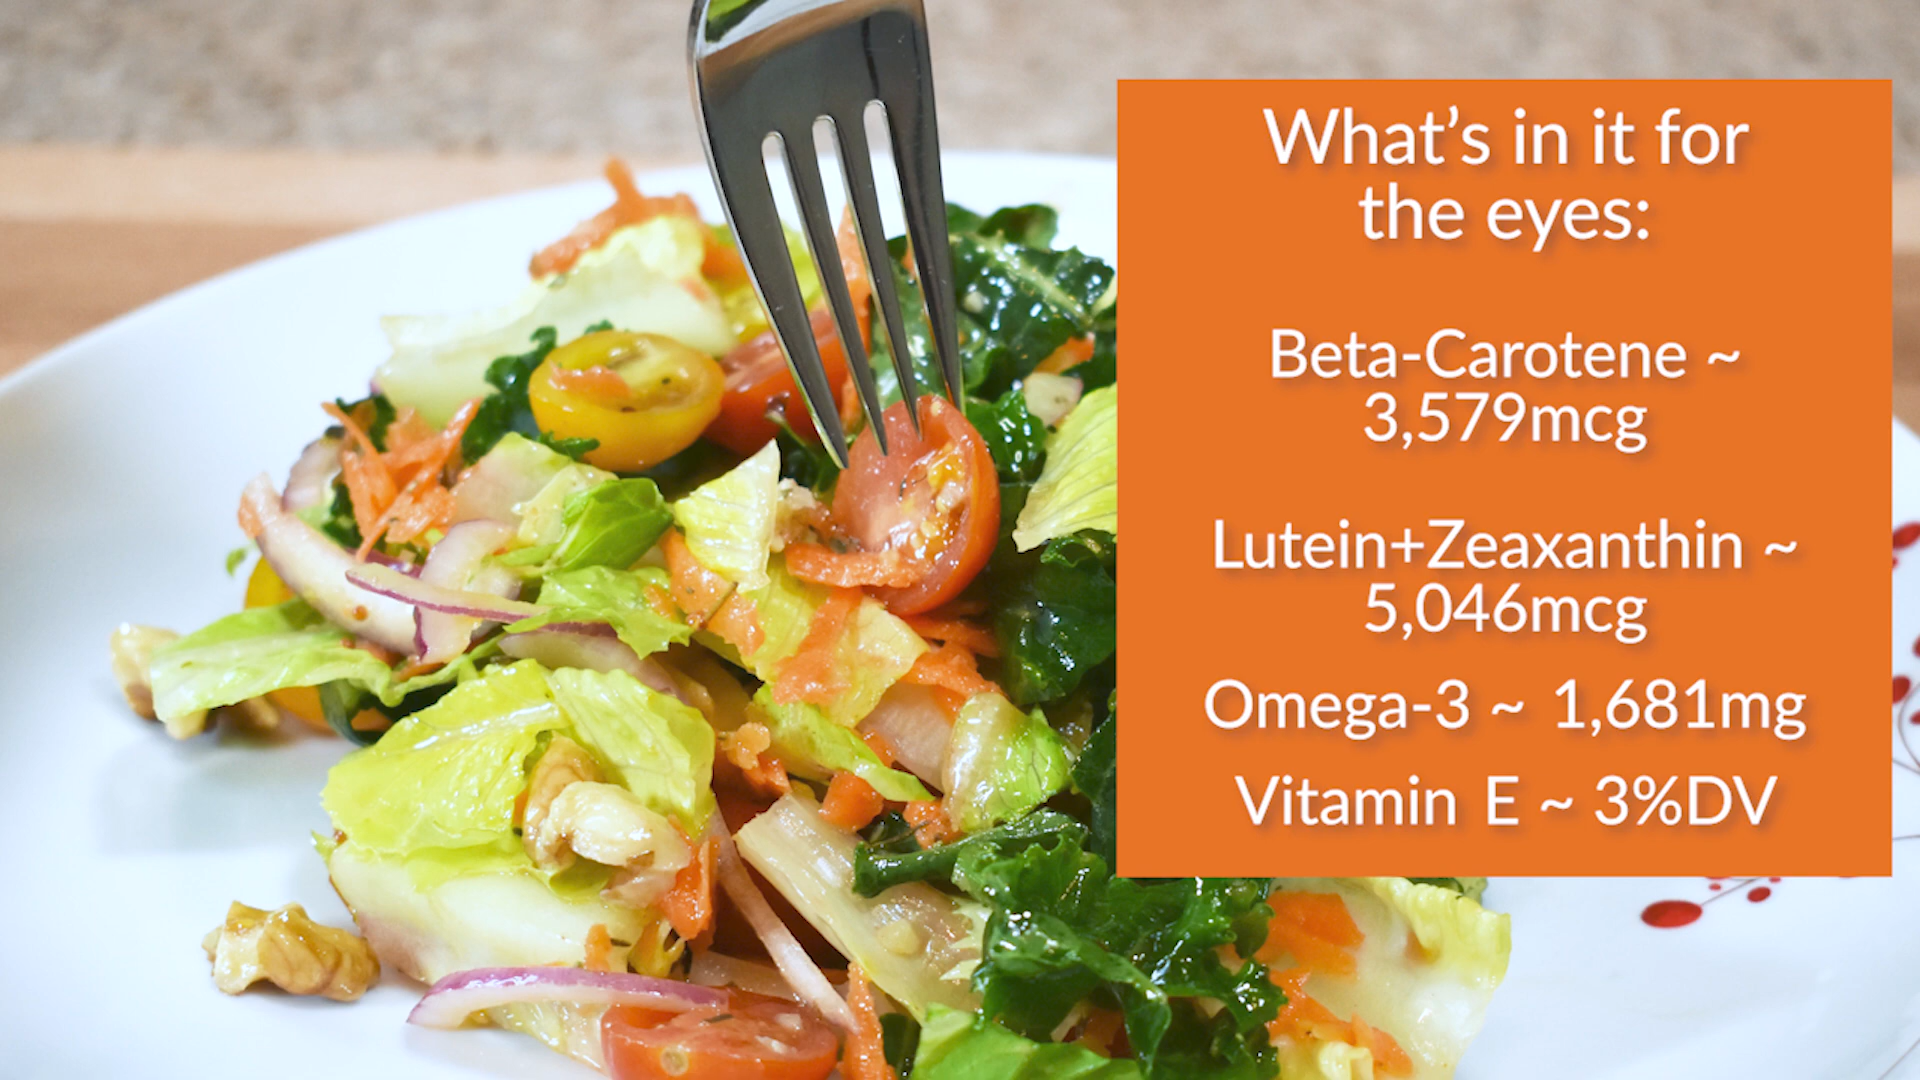 What’s in it for
the eyes:
Beta-Carotene ~
3,579mcg
Lutein+Zeaxanthin ~
5,046mcg
Omega-3 ~ 1,681mg
Vitamin E ~ 3%DV